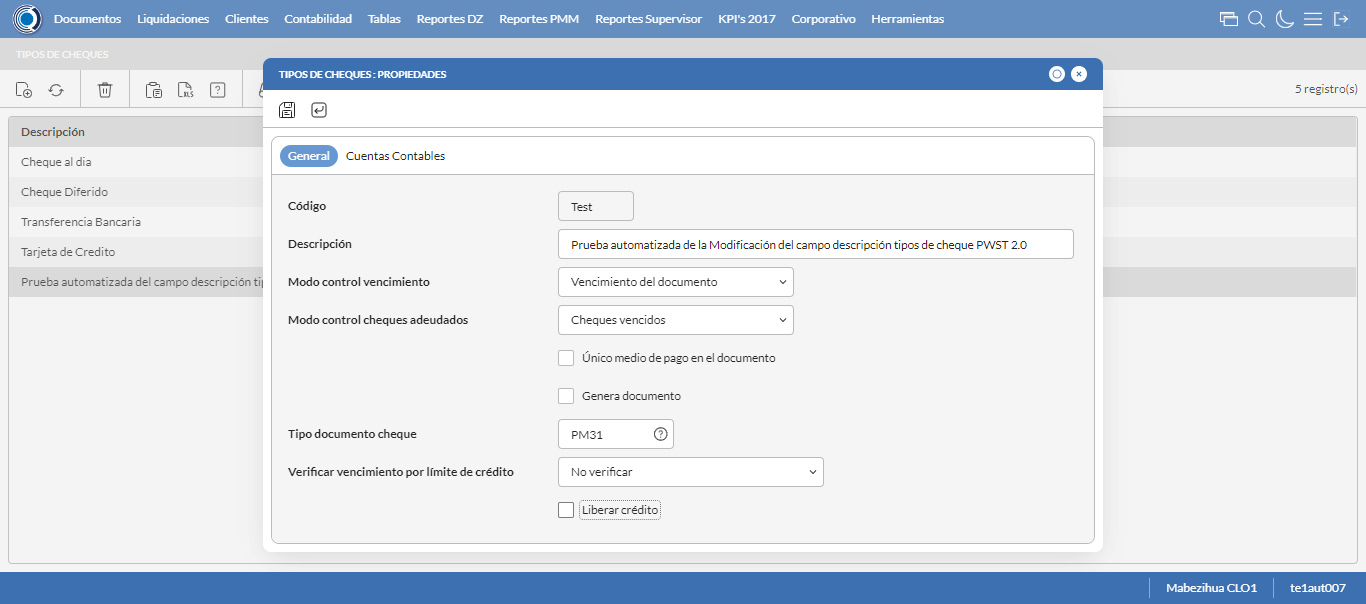 Documentos Liquidaciones Clientes Contabilidad Tablas Reportes DZ Reportes PMM Reportes Supervisor KPI's 2017 Corporativo Herramientas
TIPOS DE CHEQUES
TIPOS DE CHEQUES : PROPIEDADES
XLS
5 registro(s)
Descripción
Cheque al dia
Cheque Diferido
Transferencia Bancaria
Tarjeta de Credito
Prueba automatizada del campo descripción
General Cuentas Contables
Código Test
Descripción Prueba automatizada de la Modificación del campo descripción tipos de cheque PWST 2.0
Modo control vencimiento Vencimiento del documento
Modo control cheques adeudados Cheques vencidos
Único medio de pago en el documento
Genera documento
Tipo documento cheque PM31
Verificar vencimiento por límite de crédito No verificar
Liberar crédito
Mabezihua CLO1 te1aut007